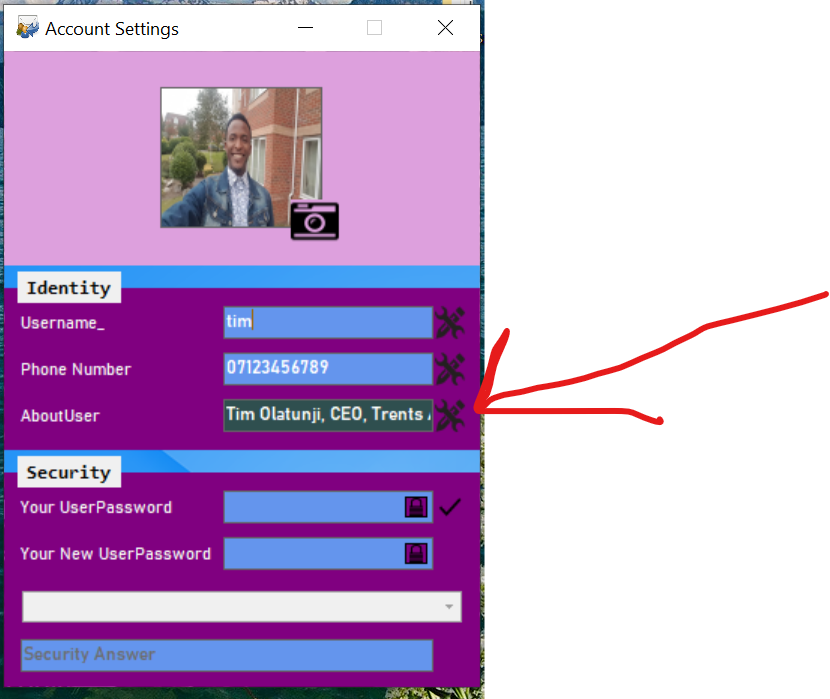 Account Settings
Identity
Username_
tim
Phone Number
07123456789
AboutUser
Tim Olatunji, CEO, Trents
Security
Your UserPassword
Your New UserPassword
Security Answer